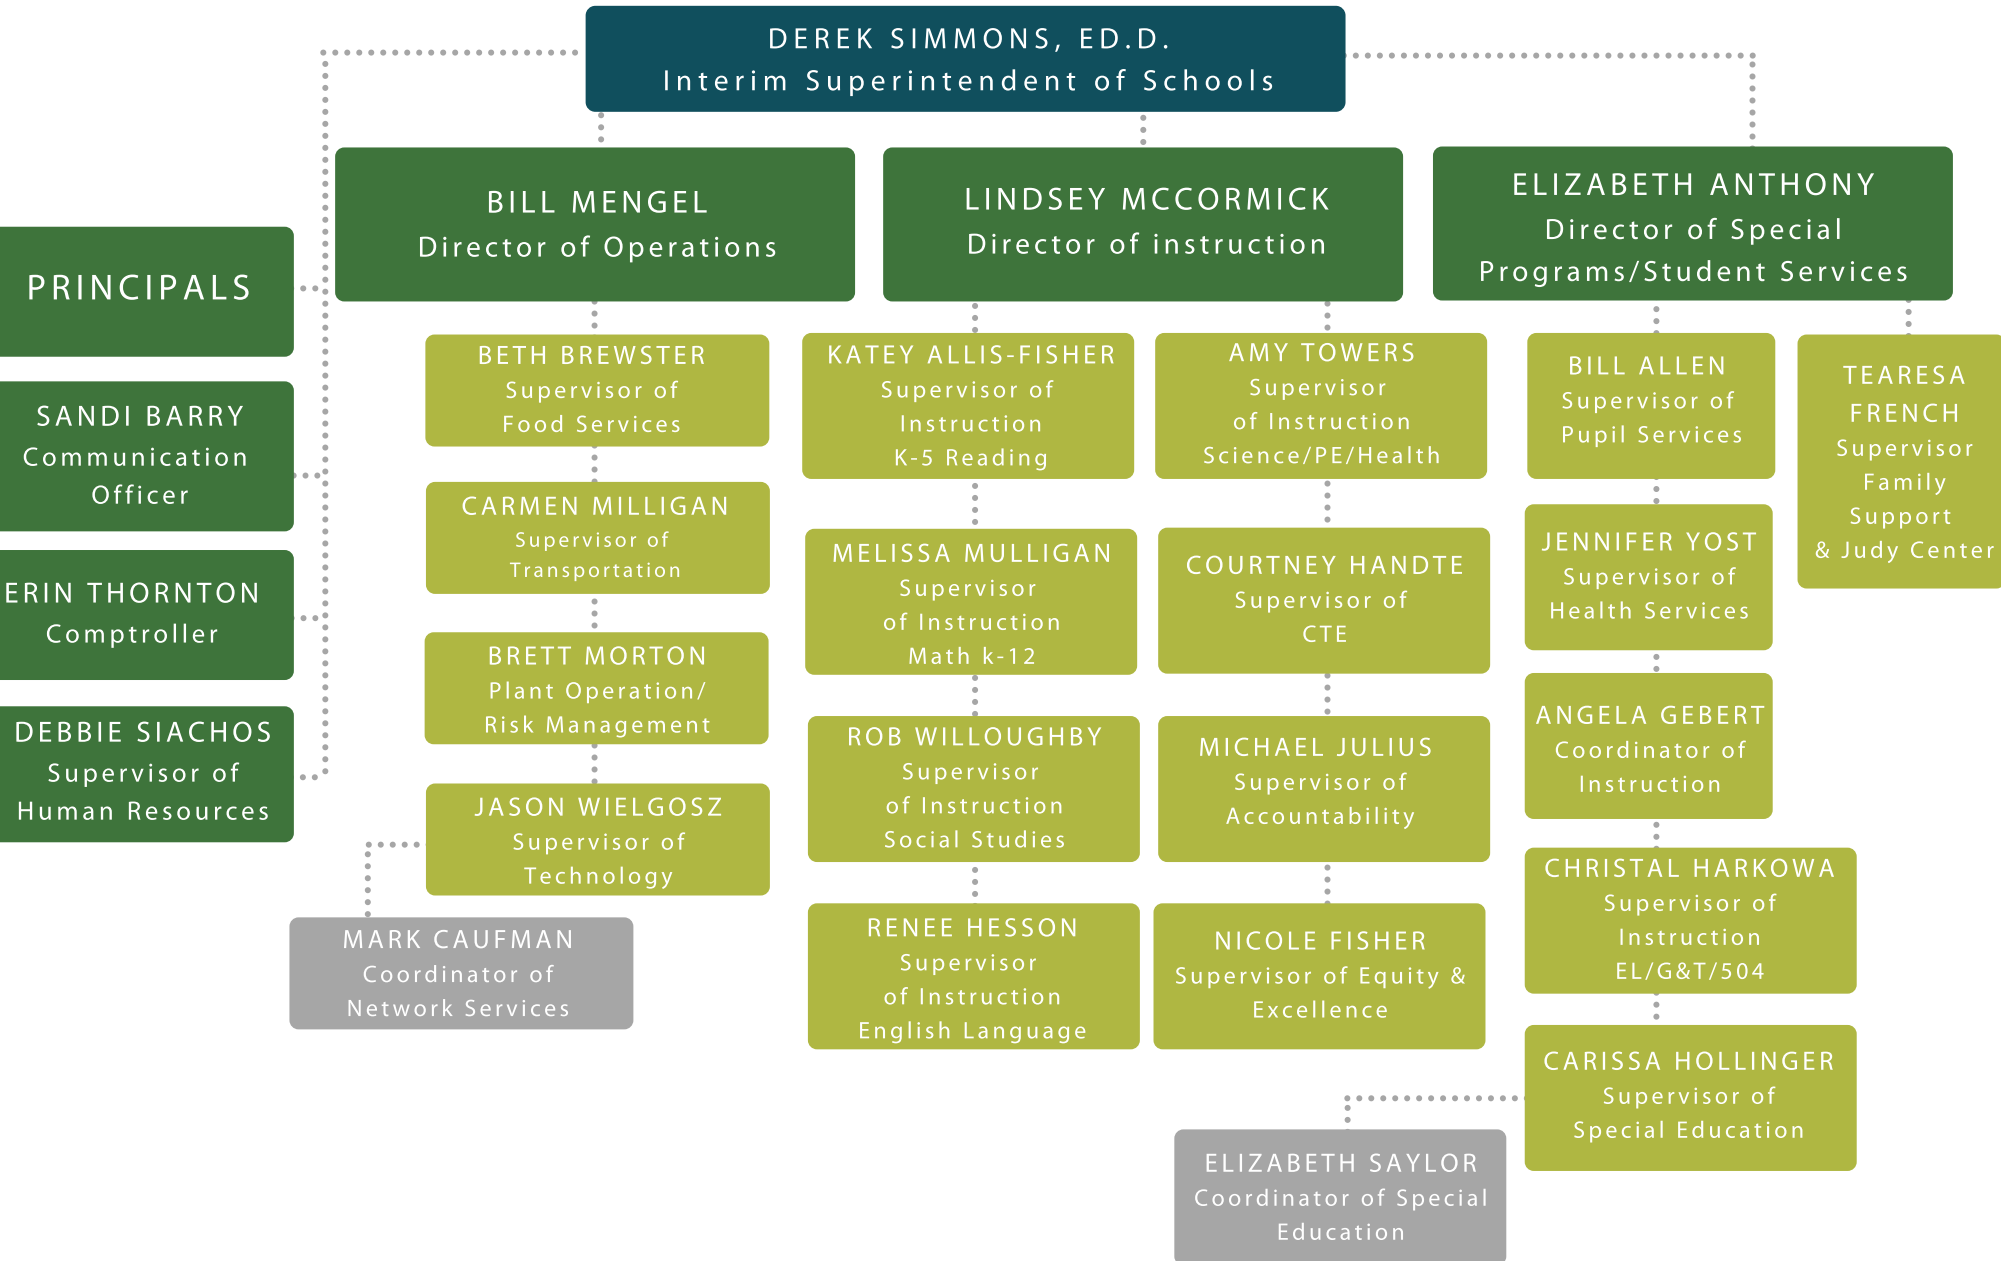 DEREK SIMMONS, ED.D.
Interim Superintendent of Schools
PRINCIPALS
SANDI BARRY
Communication
Officer
ERIN THORNTON
Comptroller
DEBBIE SIACHOS
Supervisor of
Human Resources
BILL MENGEL
Director of Operations
BETH BREWSTER
Supervisor of
Food Services
CARMEN MILLIGAN
Supervisor of
Transportation
BRETT MORTON
Plant Operation/
Risk Management
JASON WIELGOSZ
Supervisor of
Technology
MARK CAUFMAN
Coordinator of
Network Services
LINDSEY MCCORMICK
Director of instruction
KATEY ALLIS-FISHER
Supervisor of
Instruction
K-5 Reading
MELISSA MULLIGAN
Supervisor
of Instruction
Math k-12
ROB WILLOUGHBY
Supervisor
of Instruction
Social Studies
RENEE HESSON
Supervisor
of Instruction
English Language
AMY TOWERS
Supervisor
of Instruction
Science/PE/Health
COURTNEY HANDTE
Supervisor of
CTE
MICHAEL JULIUS
Supervisor of
Accountability
NICOLE FISHER
Supervisor of Equity &
Excellence
ELIZABETH ANTHONY
Director of Special
Programs/Student Services
BILL ALLEN
Supervisor of
Pupil Services
JENNIFER YOST
Supervisor of
Health Services
ANGELA GEBERT
Coordinator of
Instruction
CHRISTAL HARKOWA
Supervisor of
Instruction
EL/G&T/504
CARISSA HOLLINGER
Supervisor of
Special Education
ELIZABETH SAYLOR
Coordinator of Special
Education
TEARESA
FRENCH
Supervisor
Family
Support
& Judy Center